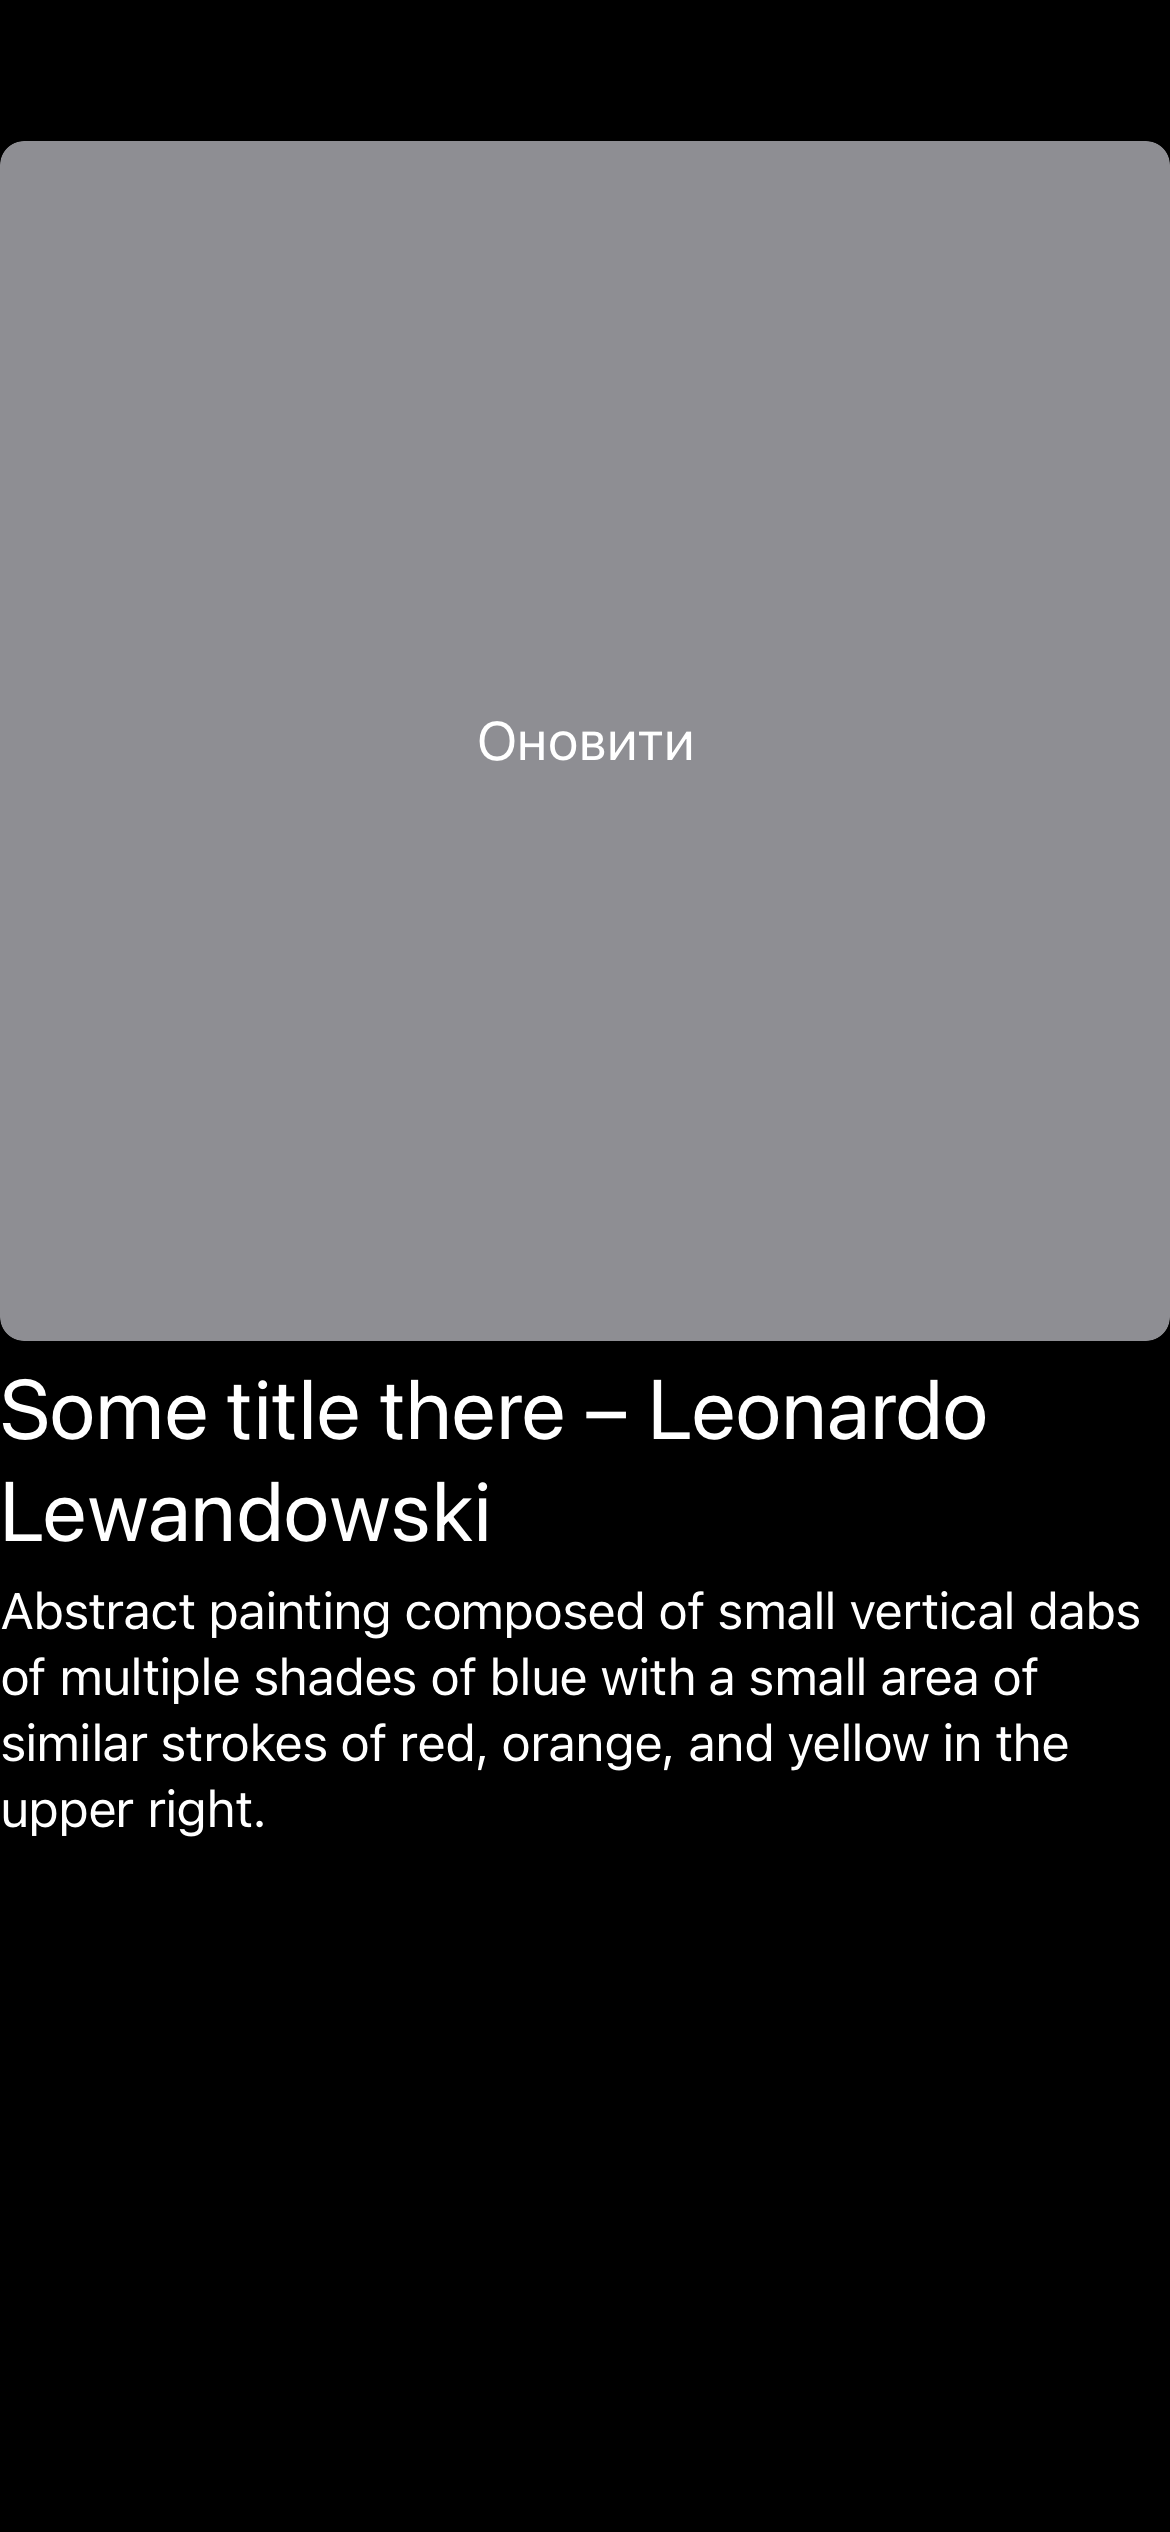 Оновити
Some title there – Leonardo
Lewandowski
Abstract painting composed of small vertical dabs
of multiple shades of blue with a small area of
similar strokes of red, orange, and yellow in the
upper right.